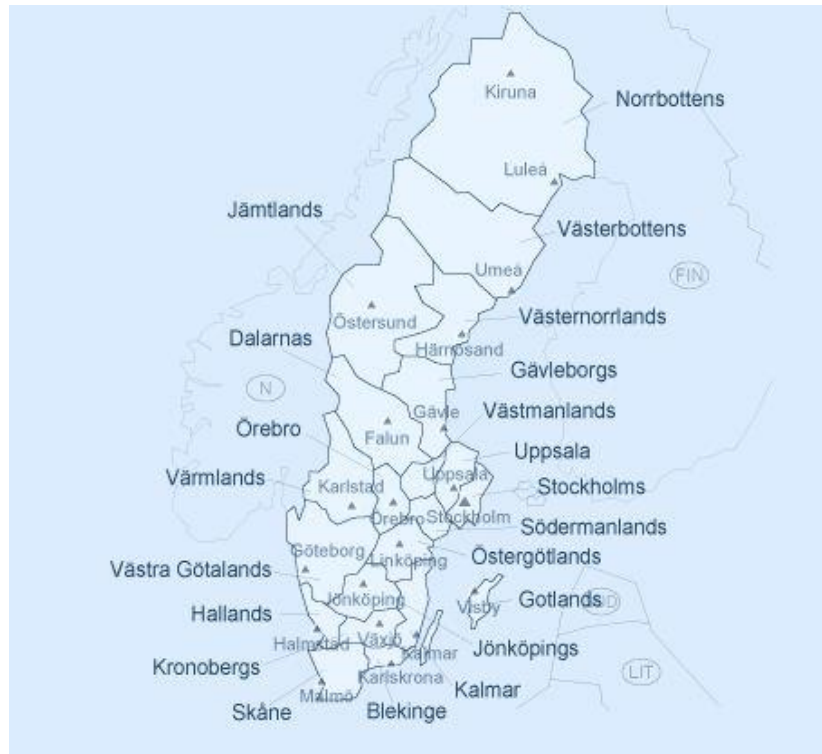 Kiruna
Norrbottens
Luleå
Jämtlands
Västerbottens
Umeå
FIN
Östersund
Västernorrlands
Dalarnas
Härnösand
Gävleborgs
N
Gävle
Västmanlands
Örebro
Falun
Uppsala
Värmlands
Uppsala
Karlstad
Stockholms
Örebro
Stockholm
Södermanlands
Göteborg
Linköping
Östergötlands
Västra Götalands
Jönköping
Visby
Gotlands
Hallands
Halmstad
Växjö
Kalmar
Jönköpings
Kronobergs
Karlskrona
LIT
Kalmar
Malmö
Skåne
Blekinge